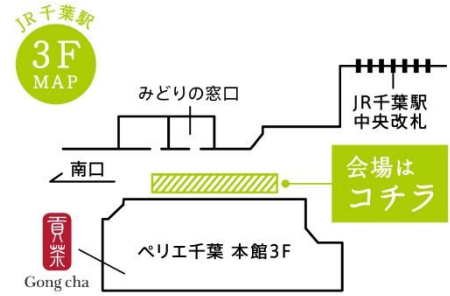 JR千葉駅
3F
MAP
みどりの窓口
JR千葉駅
中央改札
南口
会場は
コチラ
貢茶
Gong cha
ペリエ千葉 本館3F